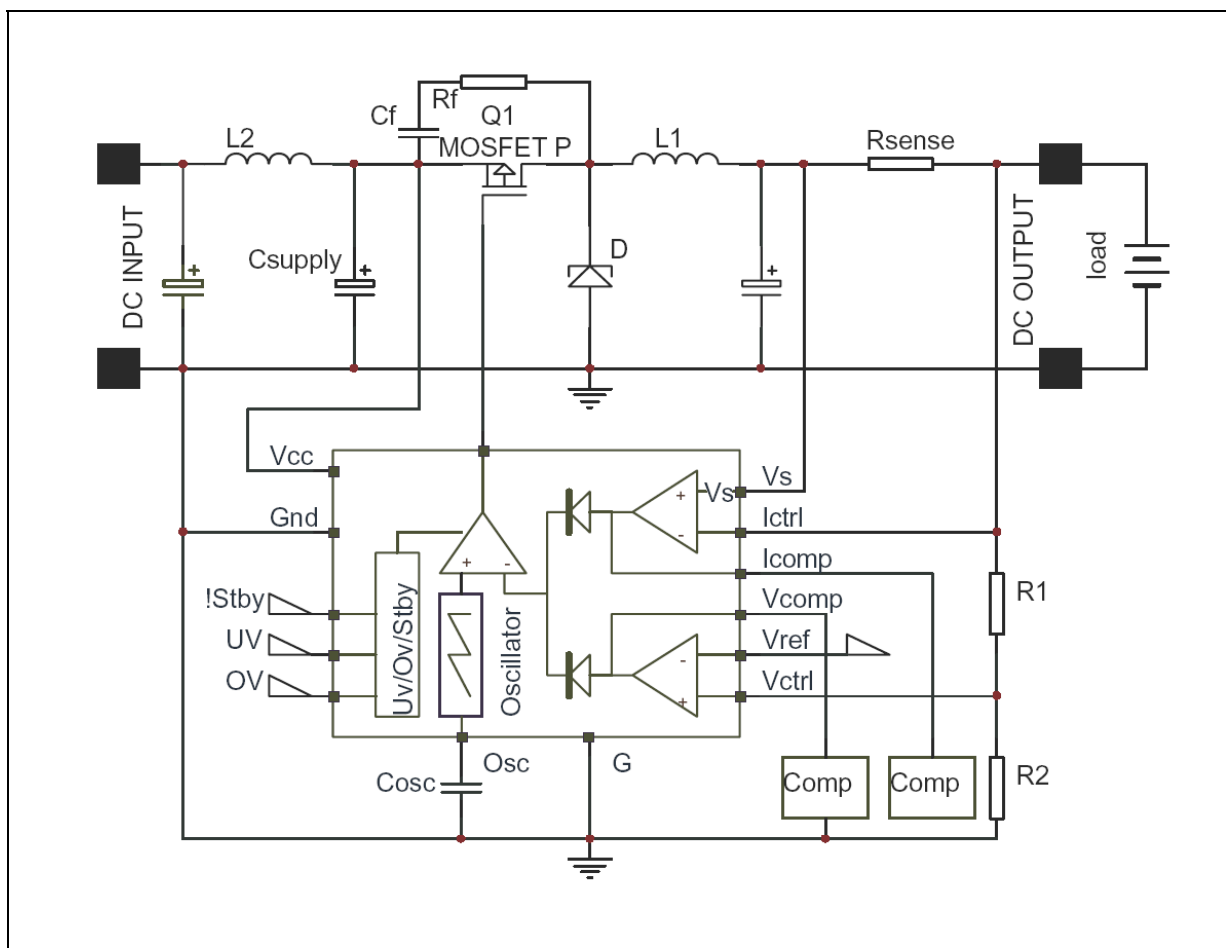 Rf
Cf
Q1
MOSFET P
L2
L1
Rsense
DC INPUT
Csupply
D
DC OUTPUT
load
Vcc
Gnd
!Stby
UV
OV
Uv/Ov/Stby
+ -
Oscillator
Vs
Vs
Ictrl
Icomp
Vcomp
Vref
Vctrl
R1
R2
Cosc
Osc
G
Comp
Comp